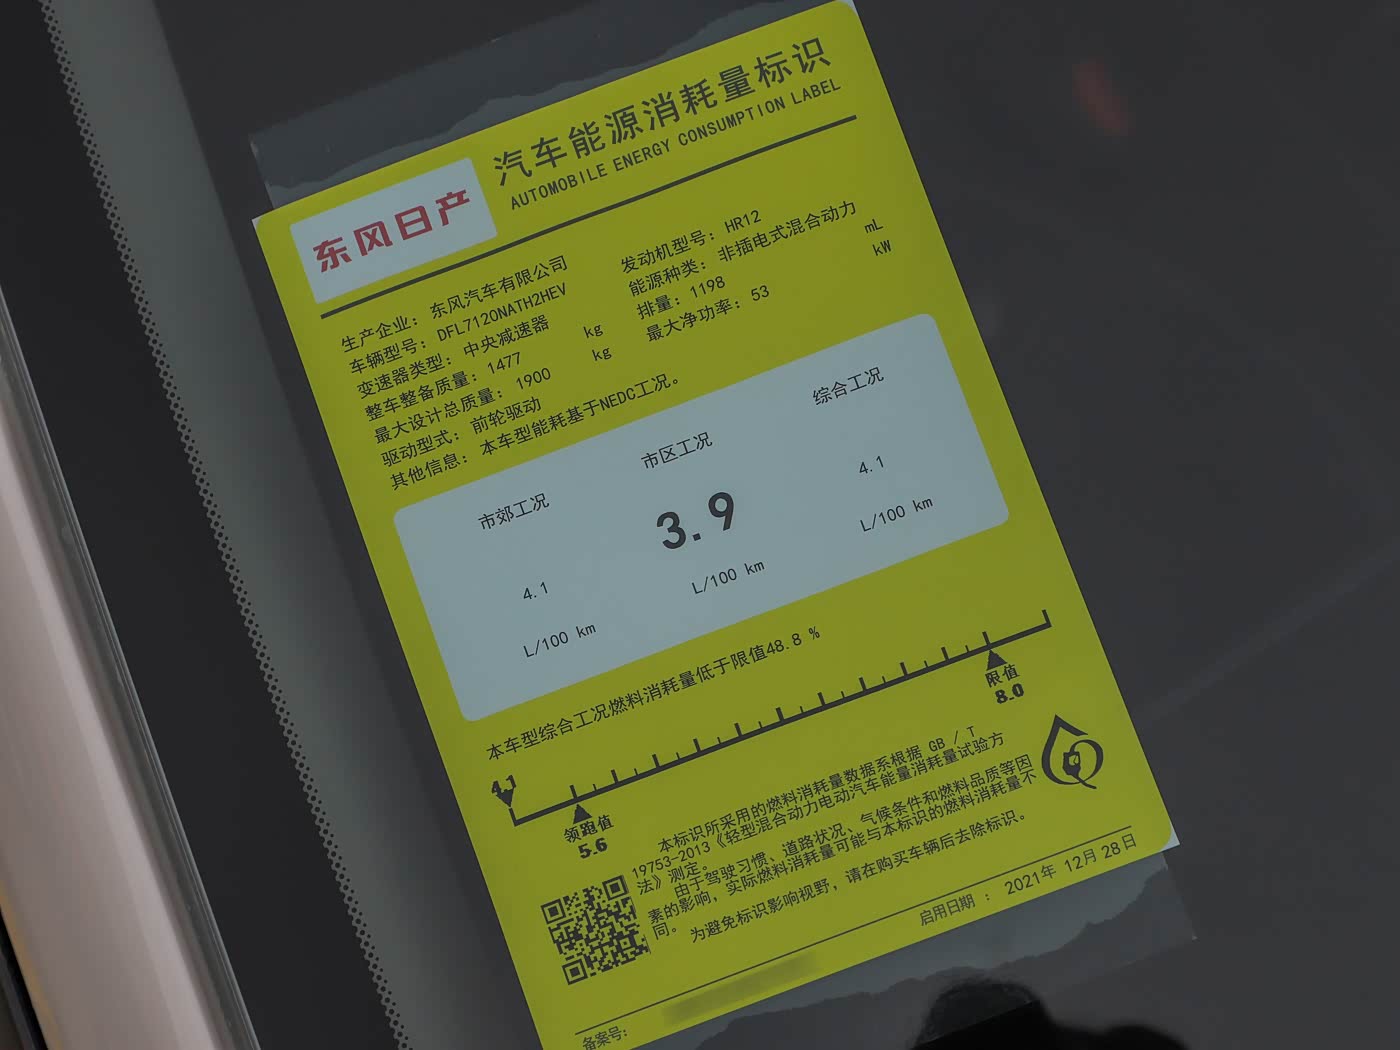 东风日产
汽车能源消耗量标识
AUTOMOBILE ENERGY CONSUMPTION LABEL
生产企业: 东风汽车有限公司
车辆型号: DFL7120NATH2HEV
变速器类型: 中央减速器
整车整备质量: 1477 kg
最大设计总质量: 1900 kg
驱动型式: 前轮驱动
其他信息: 本车型能耗基于NEDC工况。
发动机型号: HR12
能源种类: 非插电式混合动力
排量: 1198 mL
最大净功率: 53 kW
市郊工况
4.1
L/100 km
市区工况
3.9
L/100 km
综合工况
4.1
L/100 km
本车型综合工况燃料消耗量低于限值48.8 %
4.1
领跑值
5.6
限值
8.0
本标识所采用的燃料消耗量数据系根据 GB / T
19753-2013《轻型混合动力电动汽车能量消耗量试验方
法》测定。
由于驾驶习惯、道路状况、气候条件和燃料品质等因
素的影响，实际燃料消耗量可能与本标识的燃料消耗量不
同。
为避免标识影响视野，请在购买车辆后去除标识。
启用日期 : 2021年 12月 28日
备案号: